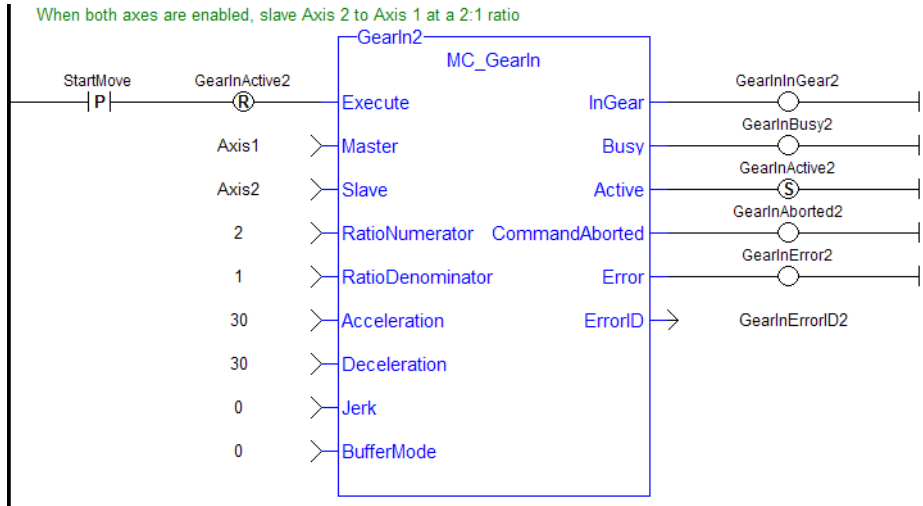 When both axes are enabled, slave Axis 2 to Axis 1 at a 2:1 ratio
GearIn2
MC_GearIn
StartMove GearInActive2 GearInInGear2
P R Execute InGear
GearInBusy2
Axis1 Master Busy
GearInActive2
Axis2 Slave Active S
GearInAborted2
2 RatioNumerator CommandAborted
GearInError2
1 RatioDenominator Error
30 Acceleration ErrorID GearInErrorID2
30 Deceleration
0 Jerk
0 BufferMode